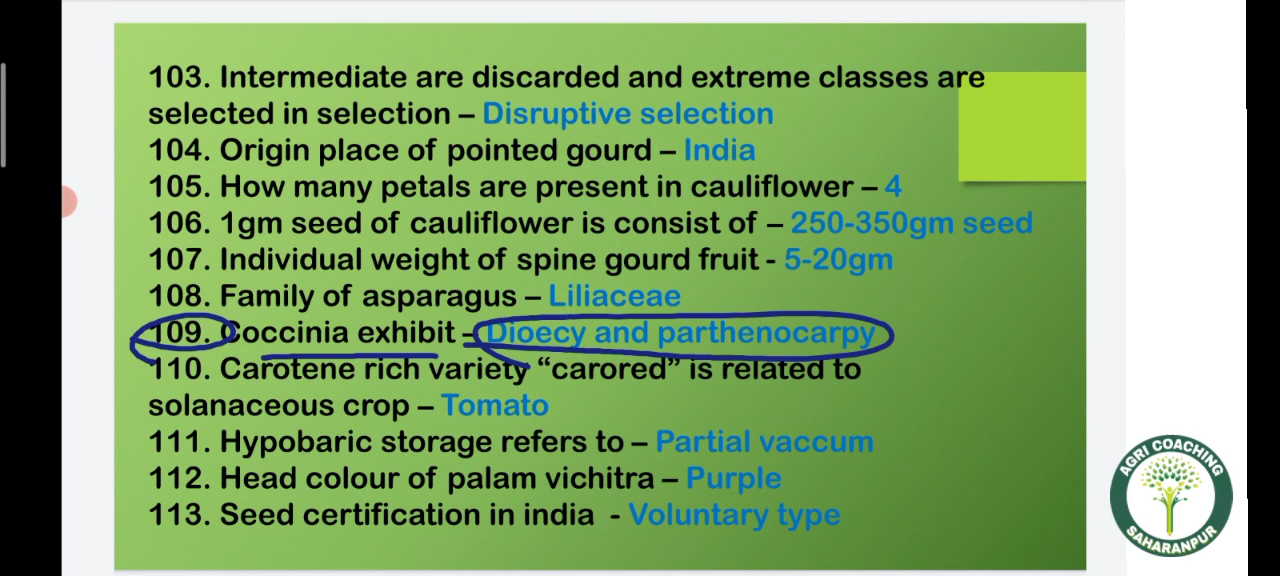 103. Intermediate are discarded and extreme classes are
selected in selection – Disruptive selection
104. Origin place of pointed gourd – India
105. How many petals are present in cauliflower – 4
106. 1gm seed of cauliflower is consist of – 250-350gm seed
107. Individual weight of spine gourd fruit - 5-20gm
108. Family of asparagus – Liliaceae
109. Coccinia exhibit – Dioecy and parthenocarpy
110. Carotene rich variety “carored” is related to
solanaceous crop – Tomato
111. Hypobaric storage refers to – Partial vaccum
112. Head colour of palam vichitra – Purple
113. Seed certification in india - Voluntary type
AGRI COACHING
SAHARANPUR